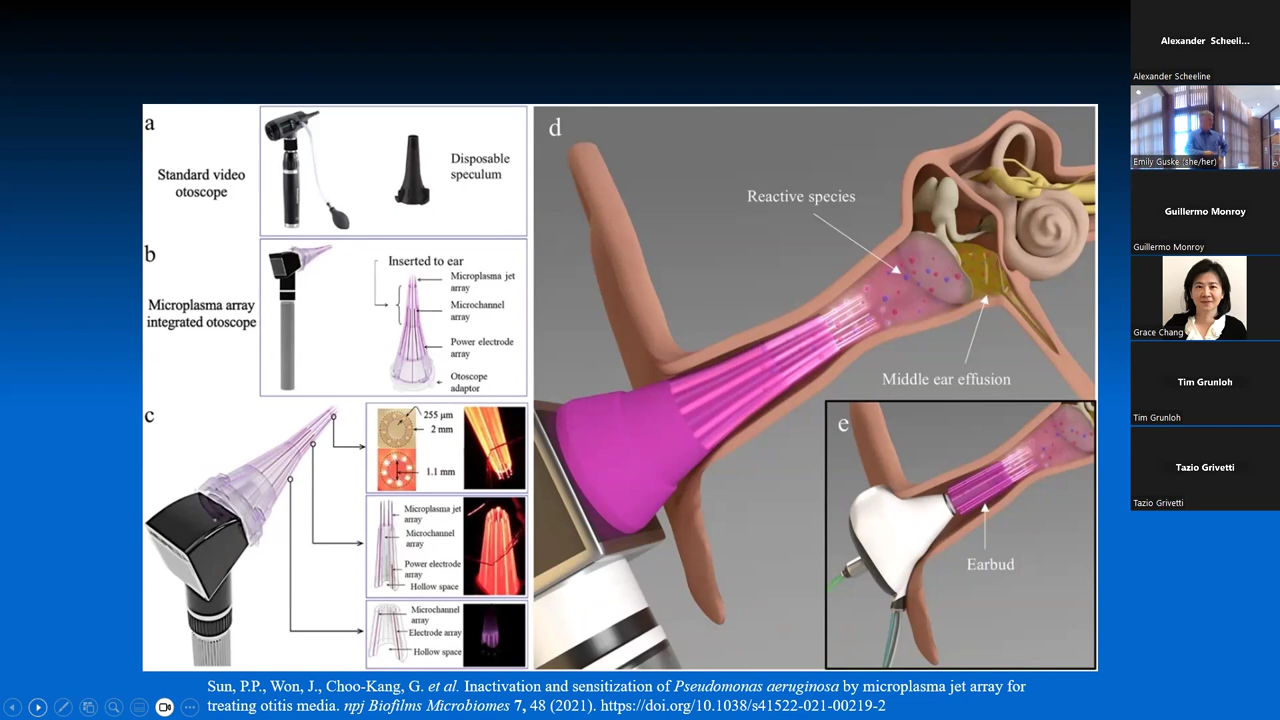 a
Standard video
otoscope
Disposable
speculum
b
Microplasma array
integrated otoscope
Inserted to ear
Microplasma jet
array
Microchannel
array
Power electrode
array
Otoscope
adaptor
c
255 µm
2 mm
1.1 mm
Microplasma jet
array
Microchannel
array
Power electrode
array
Hollow space
Microchannel
array
Electrode array
Hollow space
d
Reactive species
Middle ear effusion
e
Earbud
Sun, P.P., Won, J., Choo-Kang, G. et al. Inactivation and sensitization of Pseudomonas aeruginosa by microplasma jet array for
treating otitis media. npj Biofilms Microbiomes 7, 48 (2021). https://doi.org/10.1038/s41522-021-00219-2
Alexander Scheeli...
Alexander Scheeline
Emily Guske (she/her)
Guillermo Monroy
Guillermo Monroy
Grace Chang
Tim Grunloh
Tim Grunloh
Tazio Grivetti
Tazio Grivetti